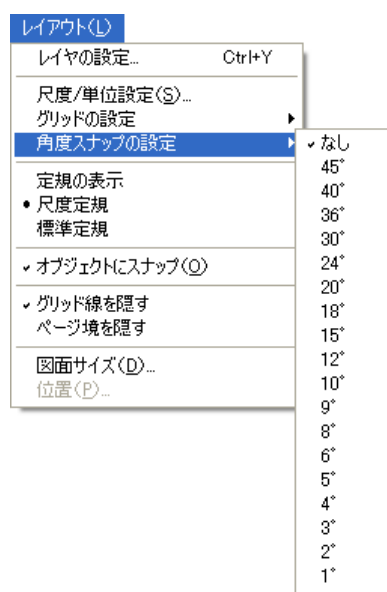 レイアウト(L)
レイヤの設定... Ctrl+Y
尺度/単位設定(S)...
グリッドの設定
角度スナップの設定
定規の表示
尺度定規
標準定規
オブジェクトにスナップ(O)
グリッド線を隠す
ページ境を隠す
図面サイズ(D)...
位置(P)...
なし
45°
40°
36°
30°
24°
20°
18°
15°
12°
10°
9°
8°
6°
5°
4°
3°
2°
1°